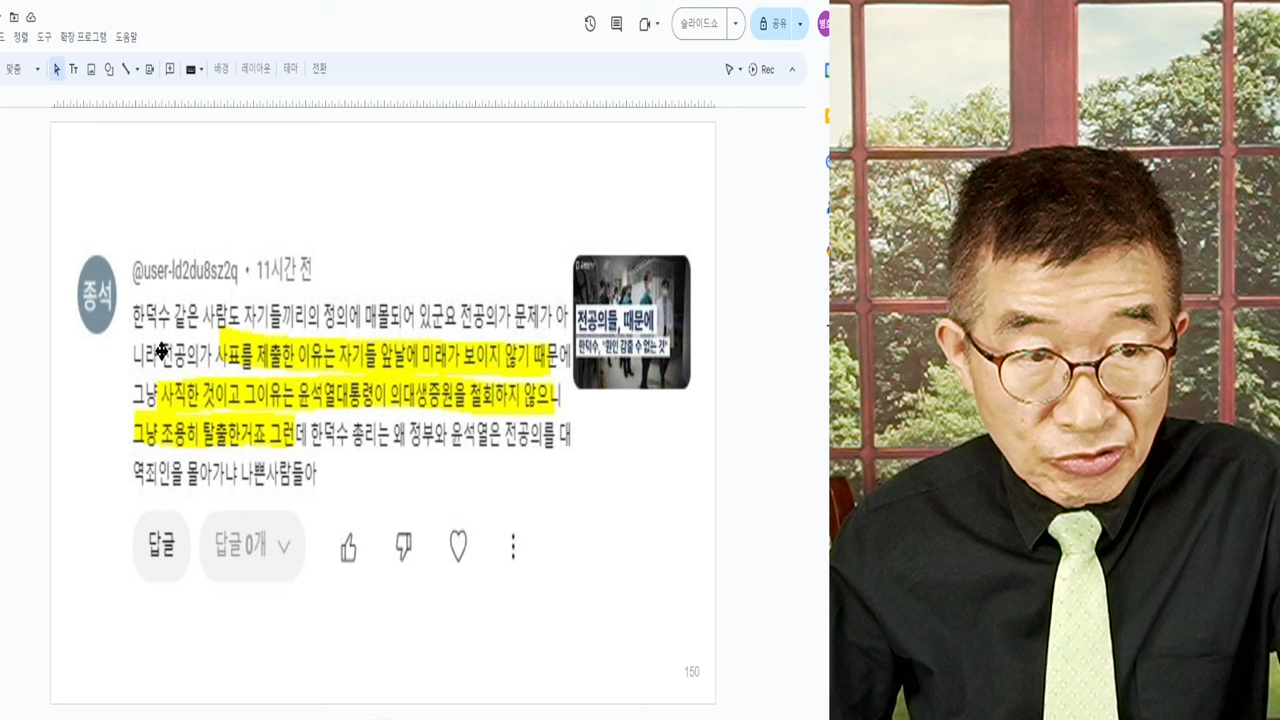 정렬 도구 확장 프로그램 도움말
슬라이드쇼
공유
맞춤
배경 레이아웃 테마 전환
Rec
종석
@user-ld2du8sz2q • 11시간 전
한덕수 같은 사람도 자기들끼리의 정의에 매몰되어 있군요 전공의가 문제가 아
니라 전공의가 사표를 제출한 이유는 자기들 앞날에 미래가 보이지 않기 때문에
그냥 사직한 것이고 그이유는 윤석열대통령이 의대생증원을 철회하지 않으니
그냥 조용히 탈출한거죠 그런데 한덕수 총리는 왜 정부와 윤석열은 전공의를 대
역죄인을 몰아가냐 나쁜사람들아
전공의들, 때문에
한덕수, "환인 감출 수 없는 것"
답글
답글 0개
150